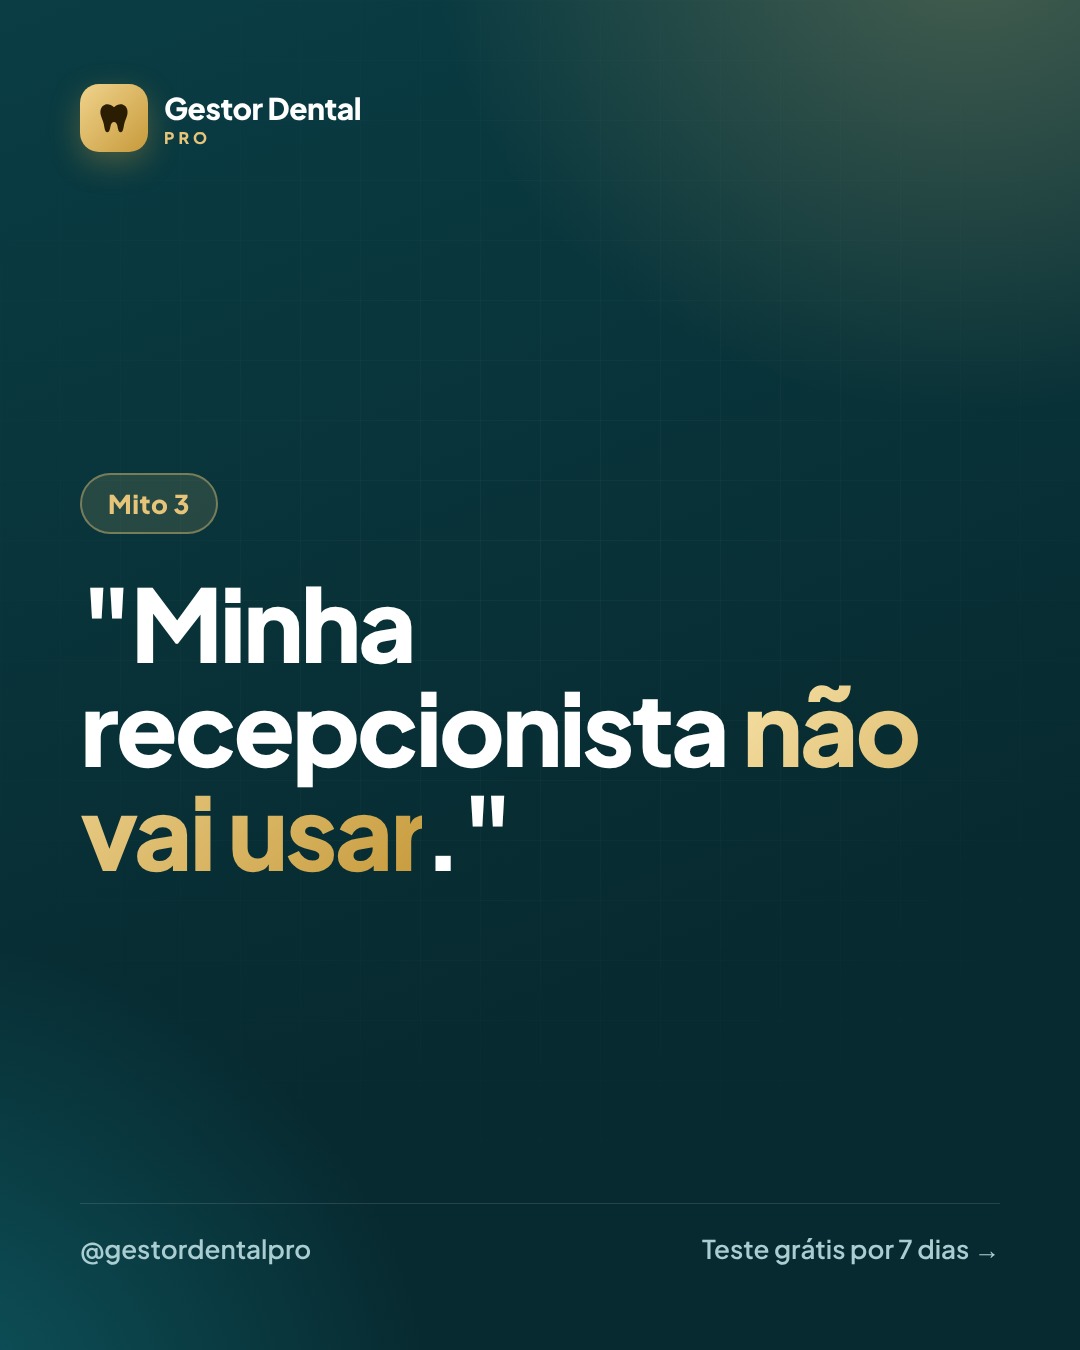 Gestor Dental
PRO
Mito 3
"Minha
recepcionista não
vai usar."
@gestordentalpro
Teste grátis por 7 dias →